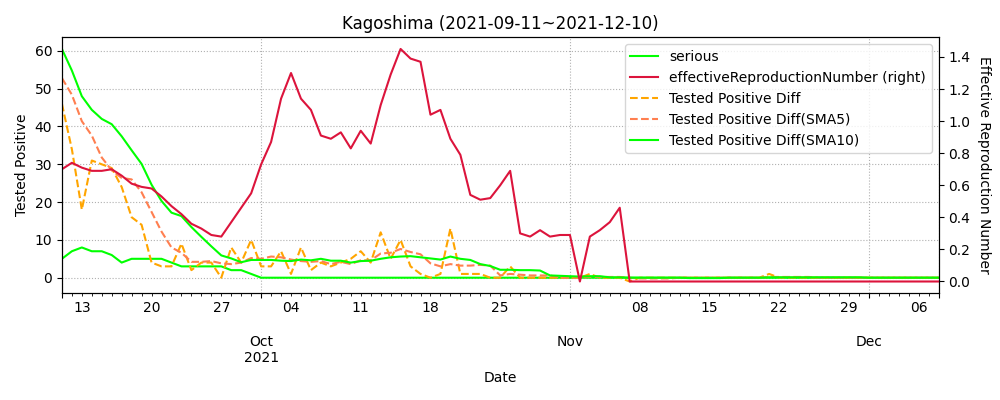 Kagoshima (2021-09-11~2021-12-10)
Tested Positive
60
50
40
30
20
10
0
1.4
1.2
1.0
0.8
0.6
0.4
0.2
0.0
Effective Reproduction Number
serious
effectiveReproductionNumber (right)
Tested Positive Diff
Tested Positive Diff(SMA5)
Tested Positive Diff(SMA10)
13 20 27 04 11 18 25 08 15 22 29 06
Oct Nov Dec
2021
Date